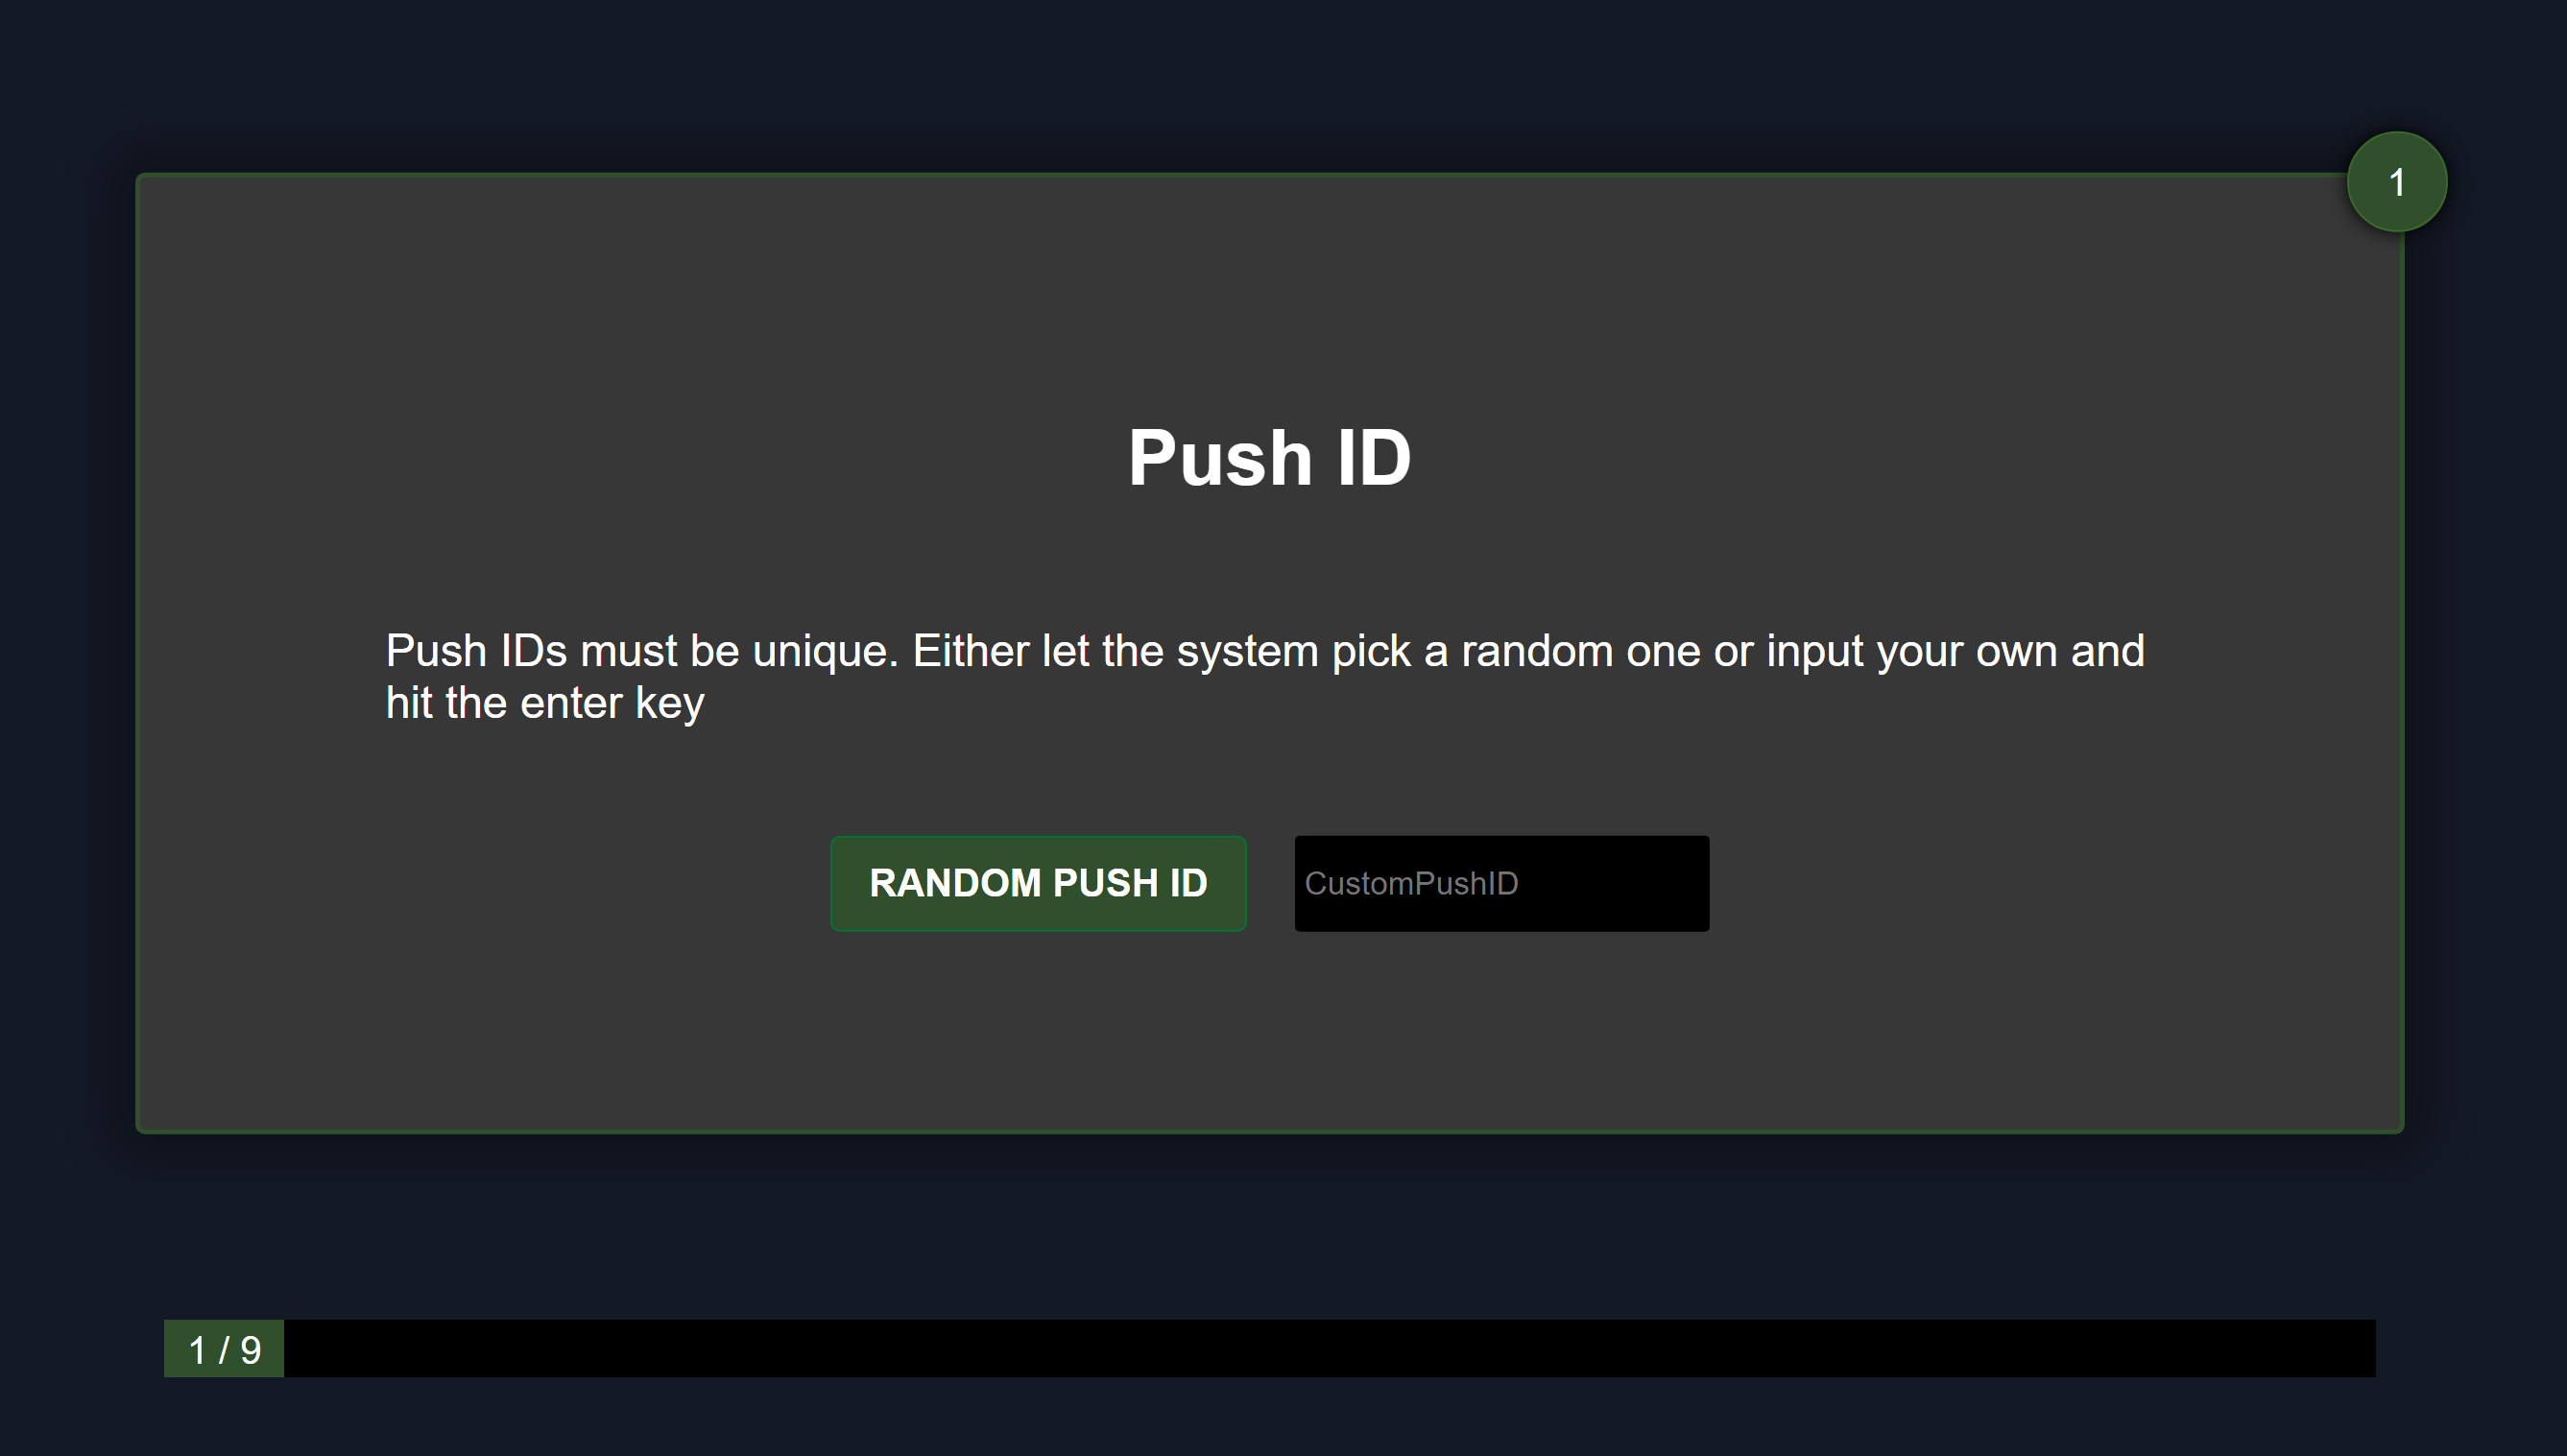 1
Push ID
Push IDs must be unique. Either let the system pick a random one or input your own and
hit the enter key
RANDOM PUSH ID
CustomPushID
1 / 9